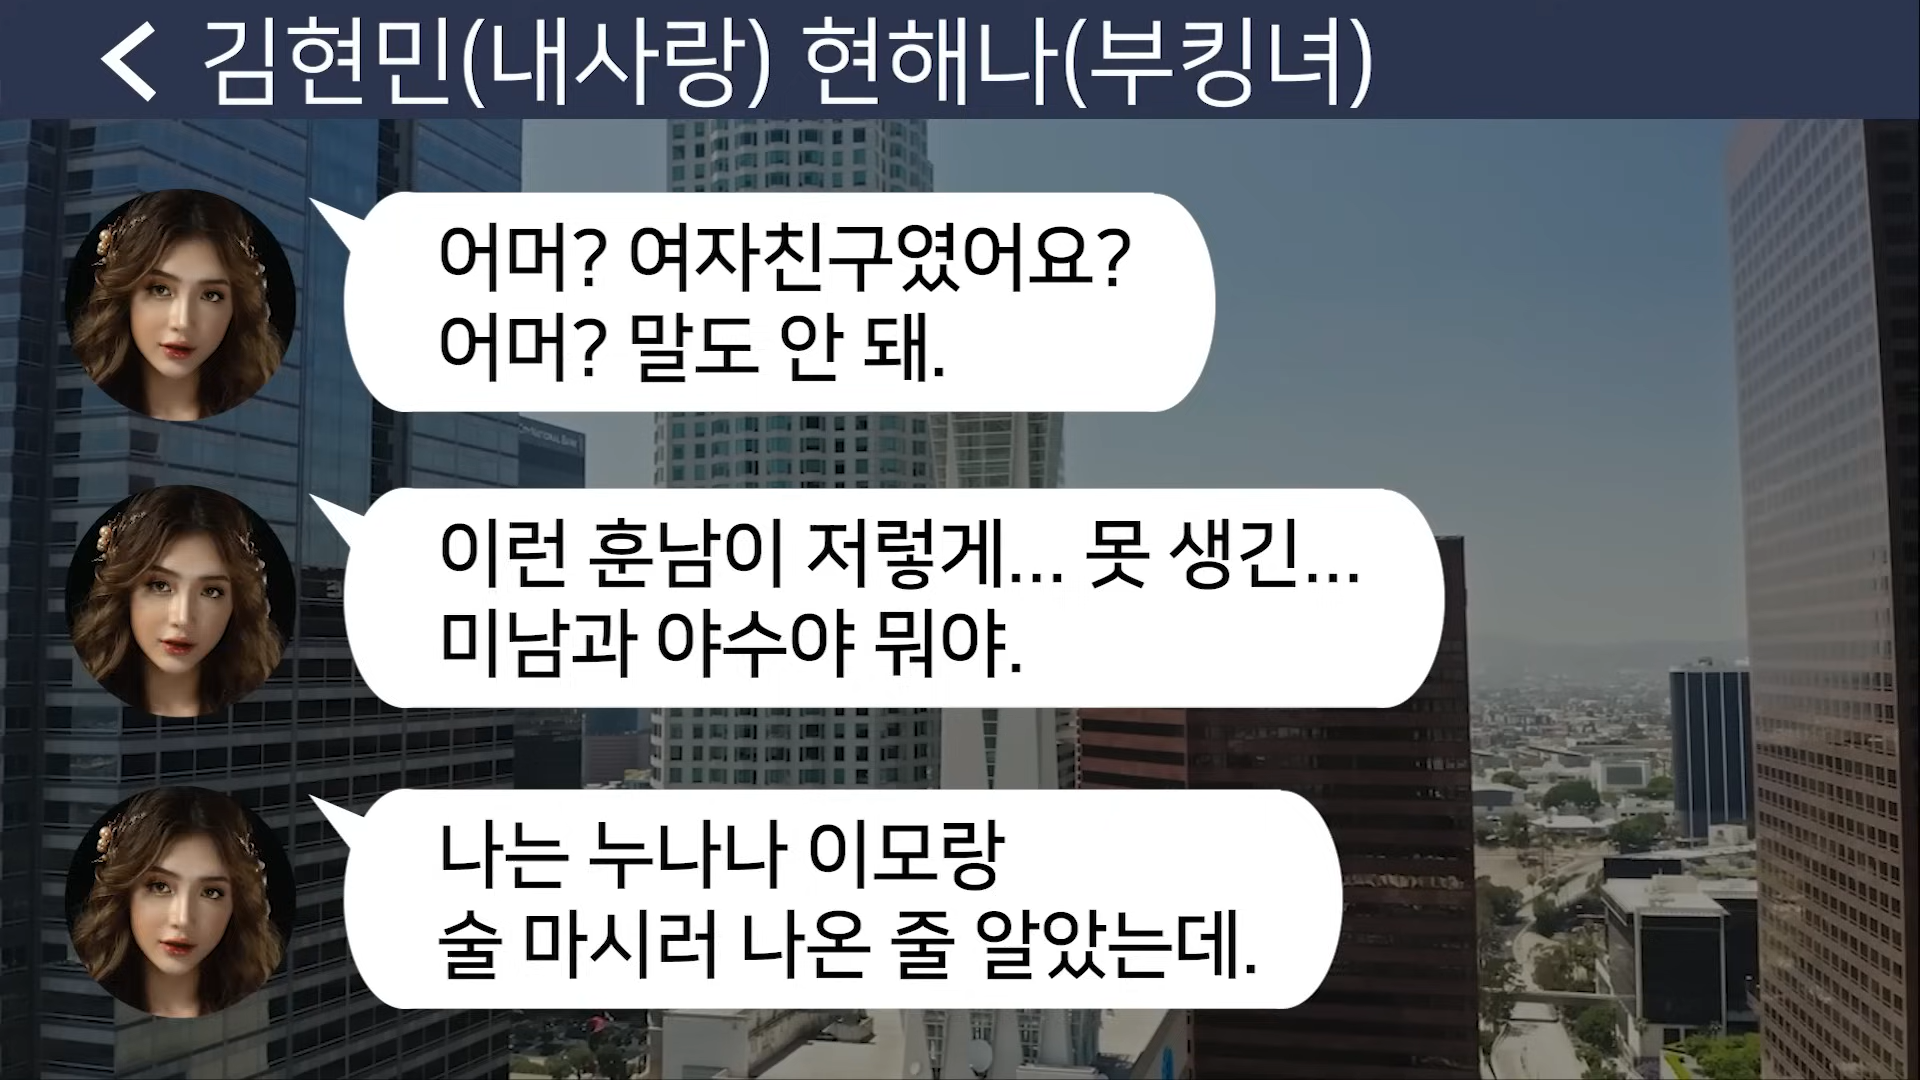 김현민(내사랑) 현해나(부킹녀)
어머? 여자친구였어요?
어머? 말도 안 돼.
CITY NATIONAL BANK
이런 훈남이 저렇게... 못 생긴...
미남과 야수야 뭐야.
나는 누나나 이모랑
술 마시러 나온 줄 알았는데.